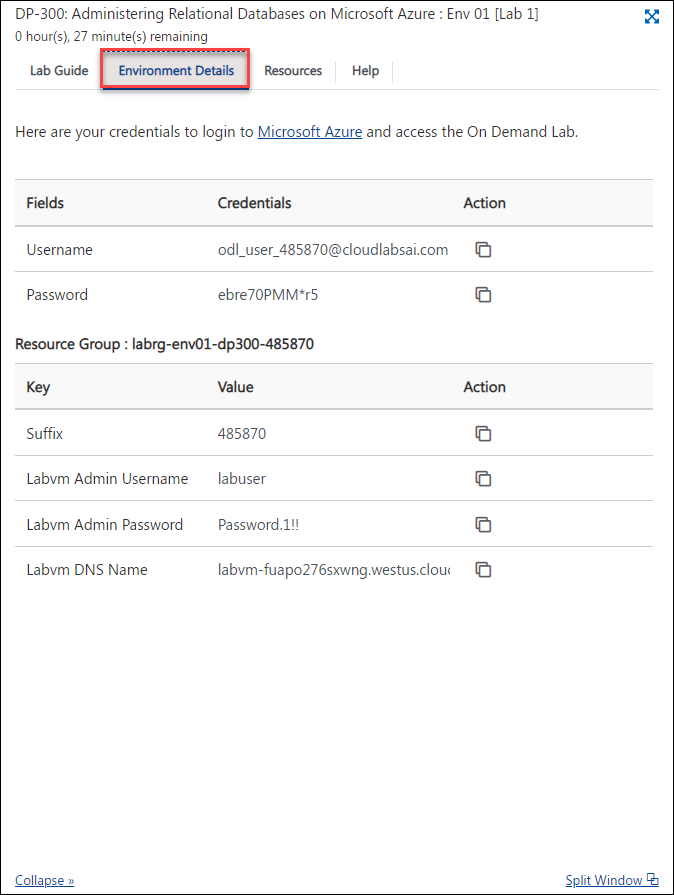 DP-300: Administering Relational Databases on Microsoft Azure : Env 01 [Lab 1]
0 hour(s), 27 minute(s) remaining
Lab Guide Environment Details Resources Help
Here are your credentials to login to Microsoft Azure and access the On Demand Lab.
Fields Credentials Action
Username odl_user_485870@cloudlabsai.com
Password ebre70PMM*r5
Resource Group : labrg-env01-dp300-485870
Key Value Action
Suffix 485870
Labvm Admin Username labuser
Labvm Admin Password Password.1!!
Labvm DNS Name labvm-fuapo276sxwng.westus.clou
Collapse » Split Window